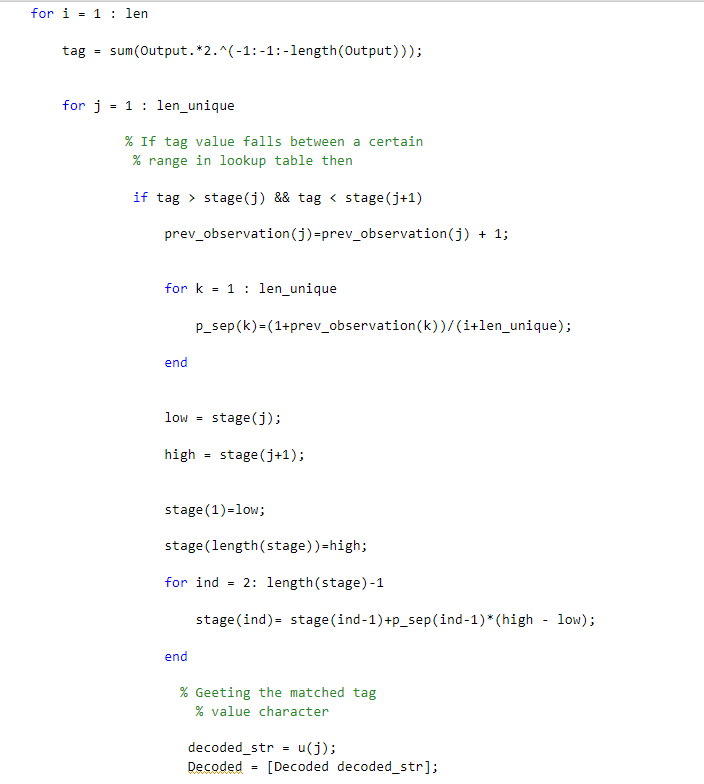 for i = 1 : len
tag = sum(Output.*2.^(-1:-1:-length(Output)));
for j = 1 : len_unique
% If tag value falls between a certain
% range in lookup table then
if tag > stage(j) && tag < stage(j+1)
prev_observation(j)=prev_observation(j) + 1;
for k = 1 : len_unique
p_sep(k)=(1+prev_observation(k))/(i+len_unique);
end
low = stage(j);
high = stage(j+1);
stage(1)=low;
stage(length(stage))=high;
for ind = 2: length(stage)-1
stage(ind)= stage(ind-1)+p_sep(ind-1)*(high - low);
end
% Geeting the matched tag
% value character
decoded_str = u(j);
Decoded = [Decoded decoded_str];